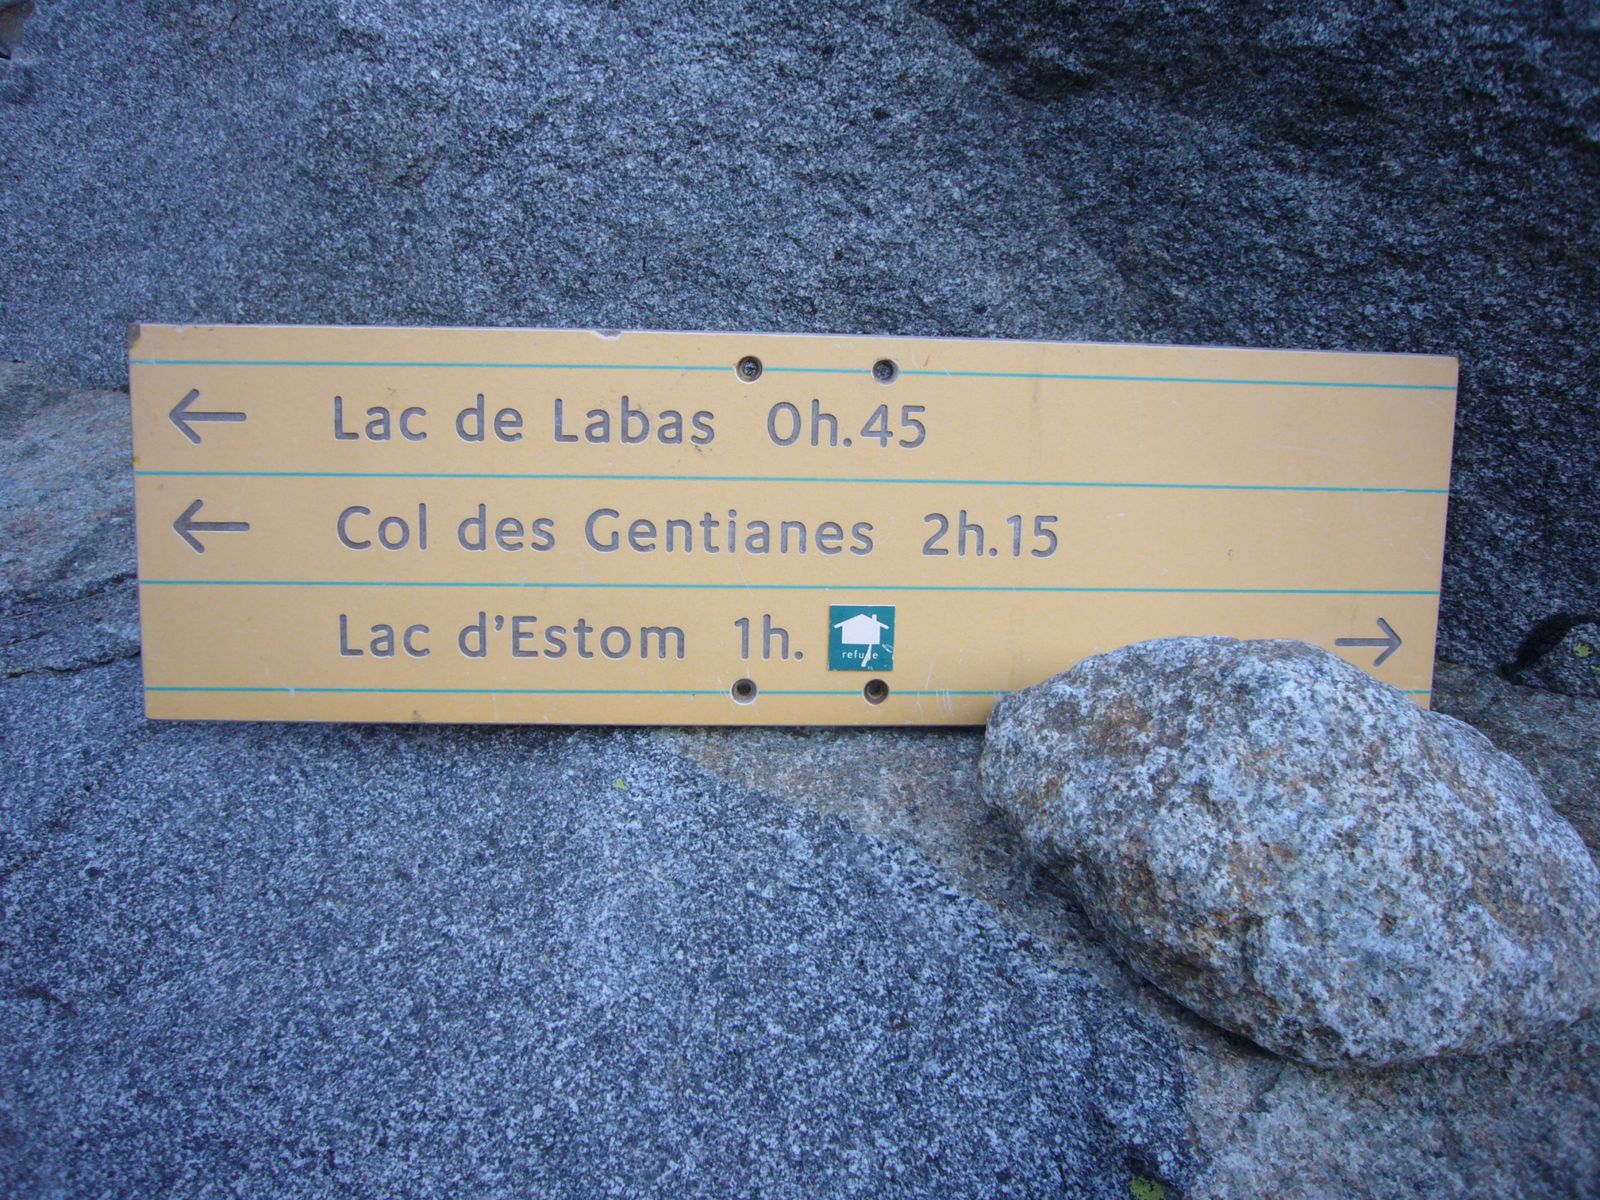 ← Lac de Labas 0h.45
← Col des Gentianes 2h.15
Lac d'Estom 1h. refuge →